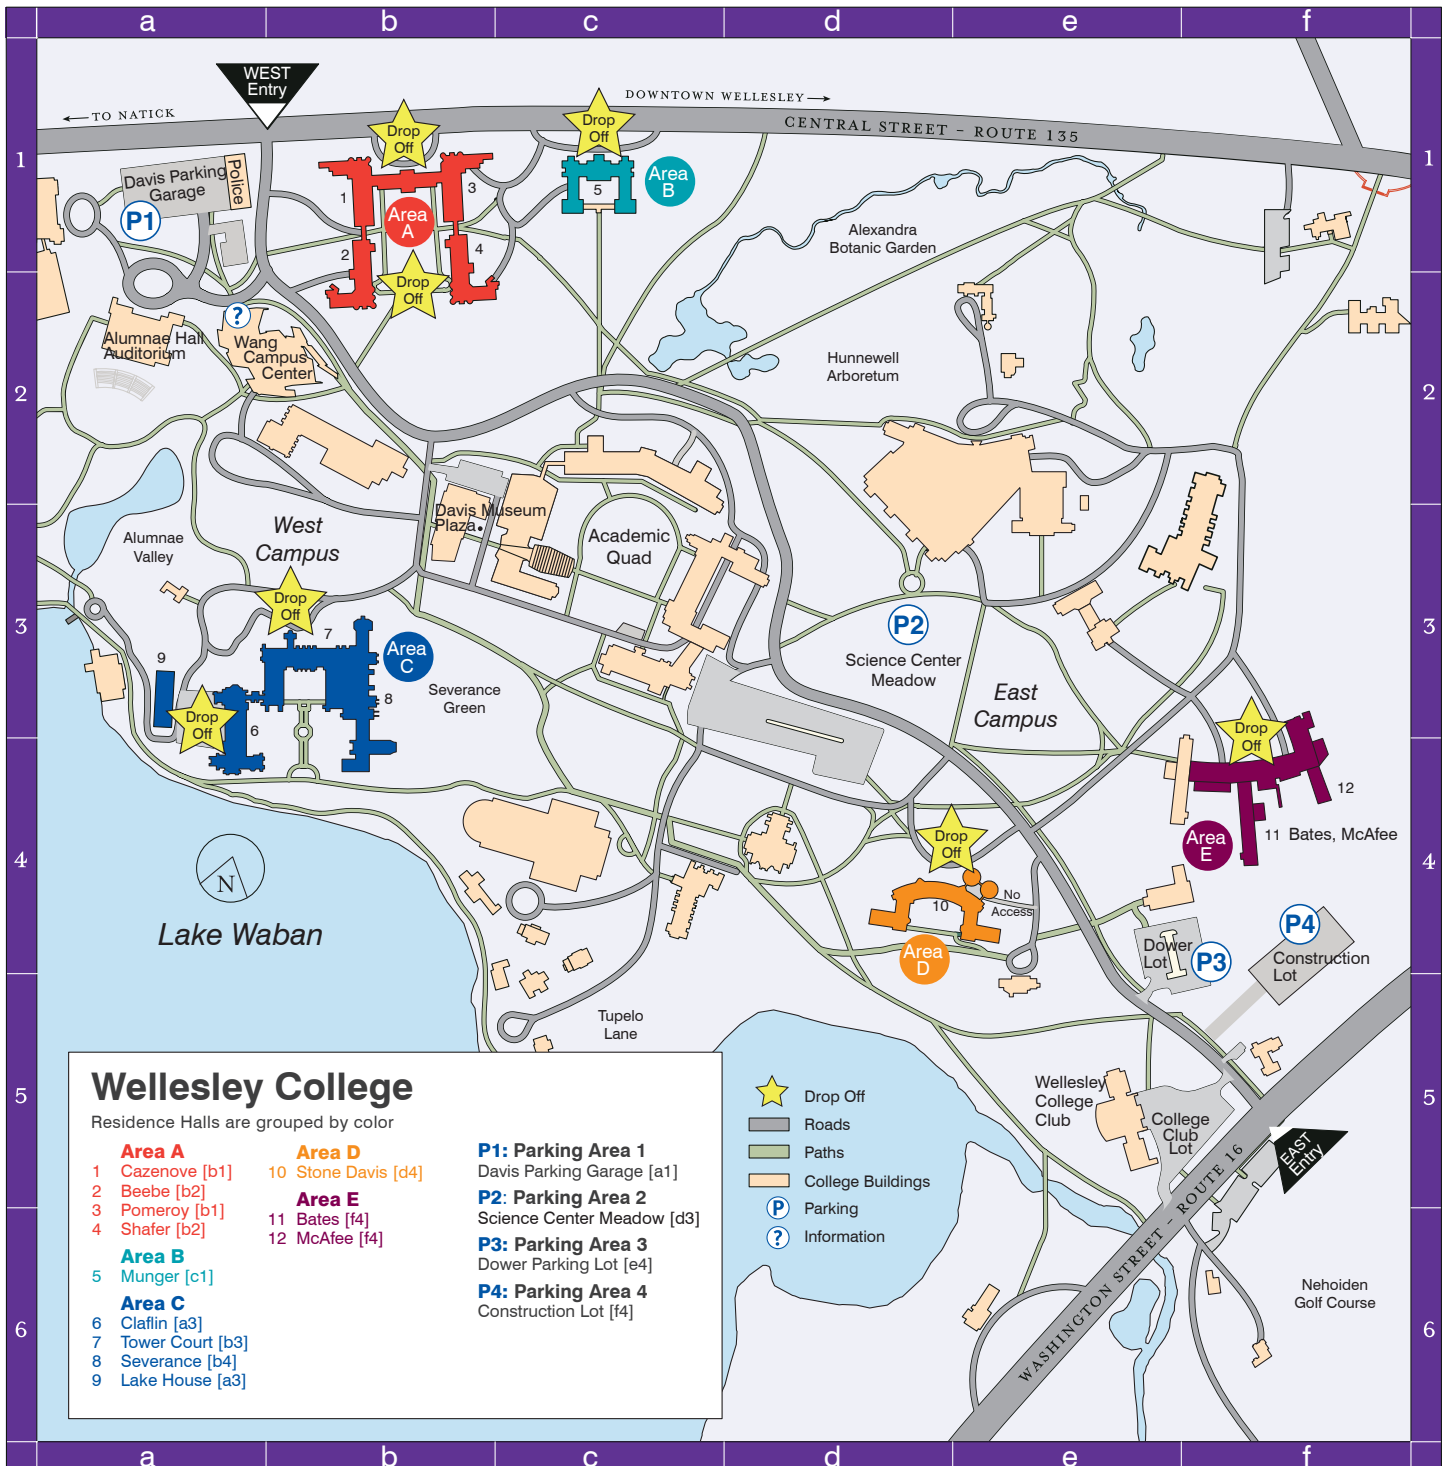 a b c d e f
WEST
Entry
TO NATICK
DOWNTOWN WELLESLEY
CENTRAL STREET – ROUTE 135
Drop
Off
Drop
Off
1
1
Davis Parking
Garage
Police
P1
1
3
Area
A
2
4
Drop
Off
5
Area
B
Alexandra
Botanic Garden
?
Alumnae Hall
Auditorium
Wang
Campus
Center
Hunnewell
Arboretum
2
2
Davis Museum
Plaza
West
Campus
Academic
Quad
Alumnae
Valley
Drop
Off
3
3
7
Area
C
9
8
Severance
Green
Drop
Off
6
P2
Science Center
Meadow
East
Campus
Drop
Off
12
11 Bates, McAfee
Area
E
4
4
N
Lake Waban
Drop
Off
No
Access
10
Area
D
P4
Dower
Lot
P3
Construction
Lot
Tupelo
Lane
5
5
Wellesley
College
Club
College
Club
Lot
EAST
Entry
WASHINGTON STREET – ROUTE 16
Nehoiden
Golf Course
6
6
Wellesley College
Residence Halls are grouped by color
Area A
1 Cazenove [b1]
2 Beebe [b2]
3 Pomeroy [b1]
4 Shafer [b2]
Area B
5 Munger [c1]
Area C
6 Claflin [a3]
7 Tower Court [b3]
8 Severance [b4]
9 Lake House [a3]
Area D
10 Stone Davis [d4]
Area E
11 Bates [f4]
12 McAfee [f4]
P1: Parking Area 1
Davis Parking Garage [a1]
P2: Parking Area 2
Science Center Meadow [d3]
P3: Parking Area 3
Dower Parking Lot [e4]
P4: Parking Area 4
Construction Lot [f4]
Drop Off
Roads
Paths
College Buildings
P Parking
? Information
a b c d e f